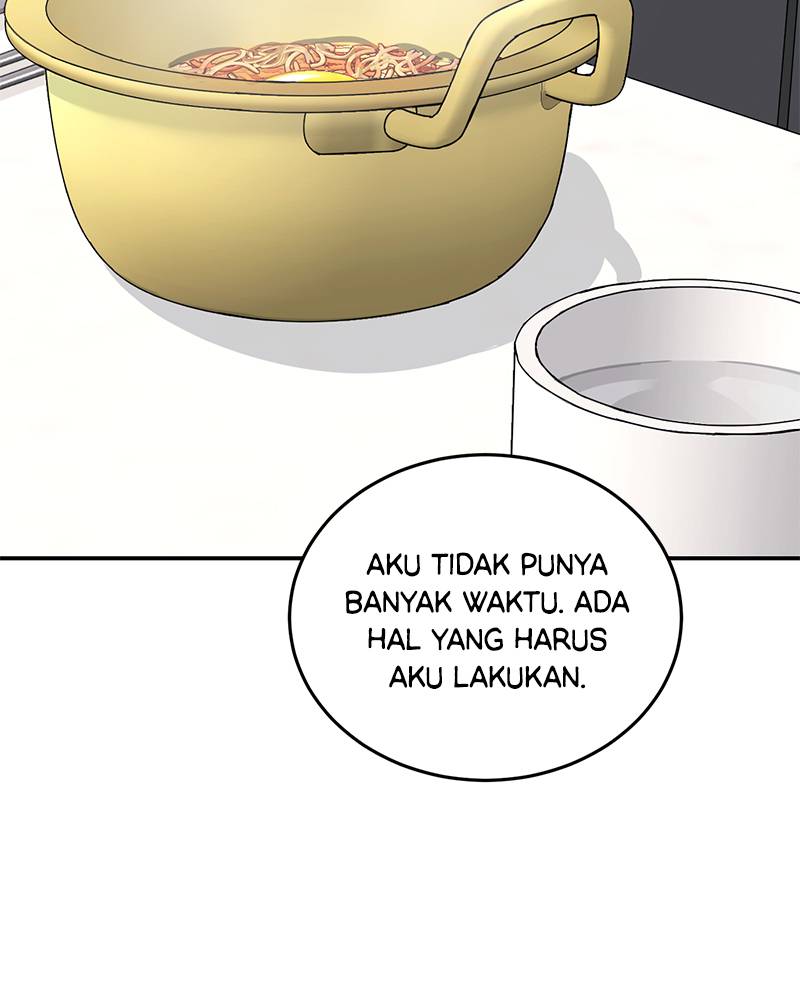 AKU TIDAK PUNYA
BANYAK WAKTU. ADA
HAL YANG HARUS
AKU LAKUKAN.